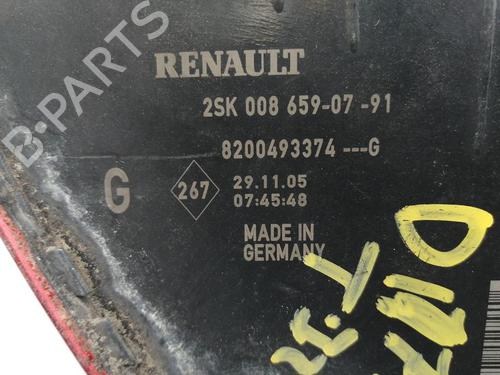 B-PARTS
RENAULT
2SK 008 659-07 -91
8200493374 ---G
G
267
29.11.05
07:45:48
MADE IN
GERMANY